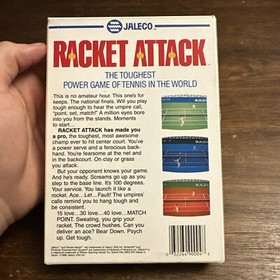 JALECO
RACKET ATTACK
THE TOUGHEST
POWER GAME OF TENNIS IN THE WORLD
This is no amateur hour. This one's for
keeps. The national finals. Will you play
tough enough to hear the umpire call,
"point, set, match!" A million eyes bore
into you from the stands. Moments
to start...
RACKET ATTACK has made you
a pro, the toughest, most awesome
champ ever to hit center court. You've
a power serve and a ferocious back-
hand. You're fearsome at the net and
in the backcourt. On clay or grass
you attack.
But your opponent knows your game.
And he's ready. Screams go up as you
step to the base line. It's 100 degrees.
Your service. You launch it like a
rocket. Ace... Let...Fault! The umpires'
calls remind you to hang tough and
be consistent.
15 love...30 love...40 love...MATCH
POINT. Sweating, you grip your
racket. The crowd hushes. Can you
deliver an ace? Bear Down. Psych
up. Get tough.